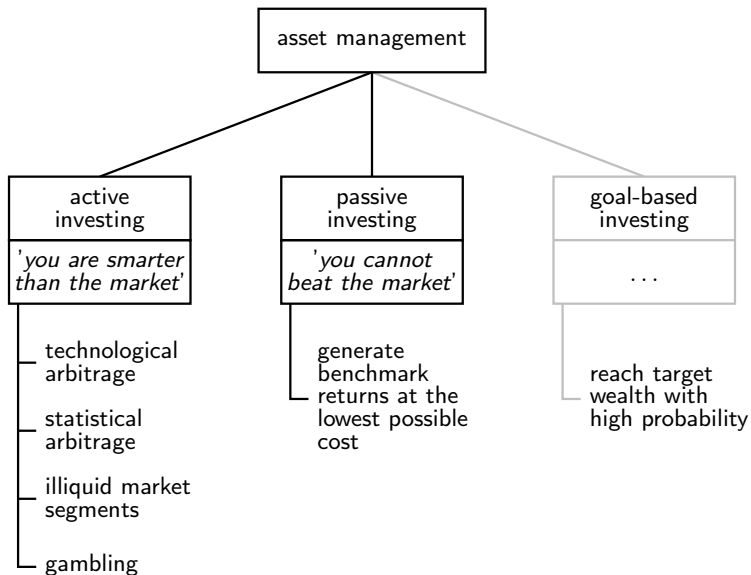 asset management
active
investing
'you are smarter
than the market'
technological
arbitrage
statistical
arbitrage
illiquid market
segments
gambling
passive
investing
'you cannot
beat the market'
generate
benchmark
returns at the
lowest possible
cost
goal-based
investing
...
reach target
wealth with
high probability